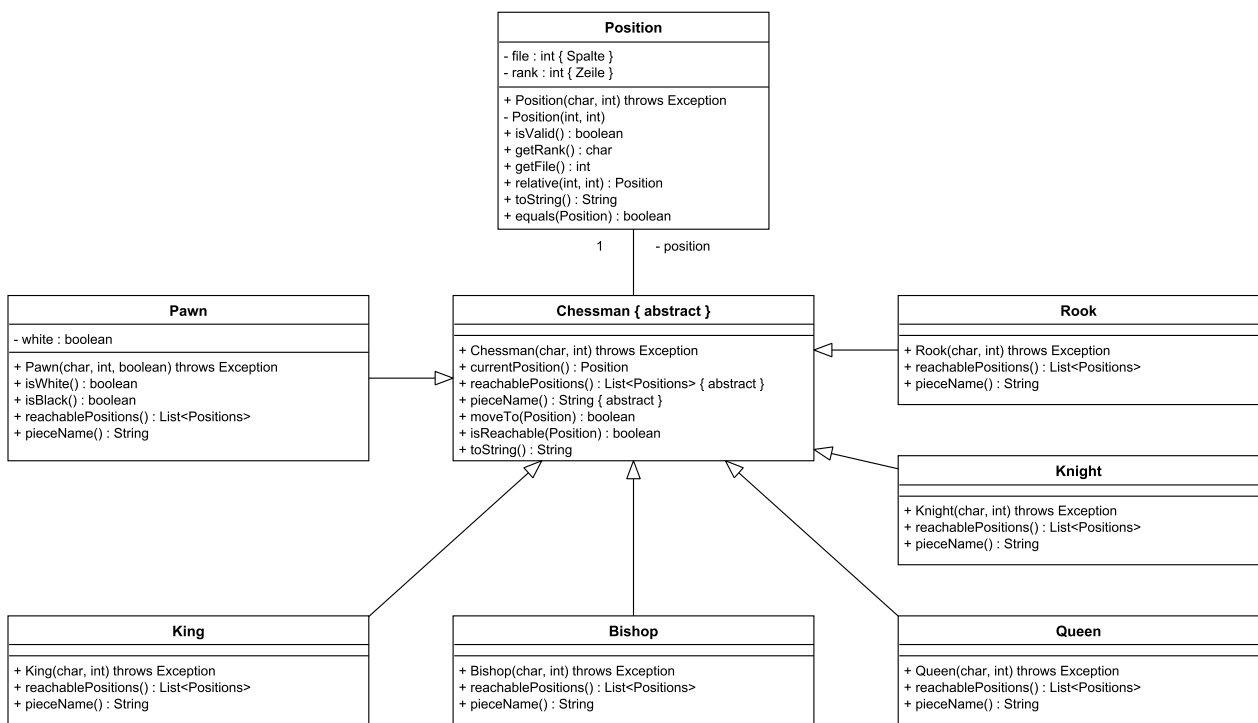 Position
- file : int { Spalte }
- rank : int { Zeile }
+ Position(char, int) throws Exception
- Position(int, int)
+ isValid() : boolean
+ getRank() : char
+ getFile() : int
+ relative(int, int) : Position
+ toString() : String
+ equals(Position) : boolean
1
- position
Pawn
- white : boolean
+ Pawn(char, int, boolean) throws Exception
+ isWhite() : boolean
+ isBlack() : boolean
+ reachablePositions() : List<Positions>
+ pieceName() : String
Chessman { abstract }
+ Chessman(char, int) throws Exception
+ currentPosition() : Position
+ reachablePositions() : List<Positions> { abstract }
+ pieceName() : String { abstract }
+ moveTo(Position) : boolean
+ isReachable(Position) : boolean
+ toString() : String
Rook
+ Rook(char, int) throws Exception
+ reachablePositions() : List<Positions>
+ pieceName() : String
Knight
+ Knight(char, int) throws Exception
+ reachablePositions() : List<Positions>
+ pieceName() : String
King
+ King(char, int) throws Exception
+ reachablePositions() : List<Positions>
+ pieceName() : String
Bishop
+ Bishop(char, int) throws Exception
+ reachablePositions() : List<Positions>
+ pieceName() : String
Queen
+ Queen(char, int) throws Exception
+ reachablePositions() : List<Positions>
+ pieceName() : String